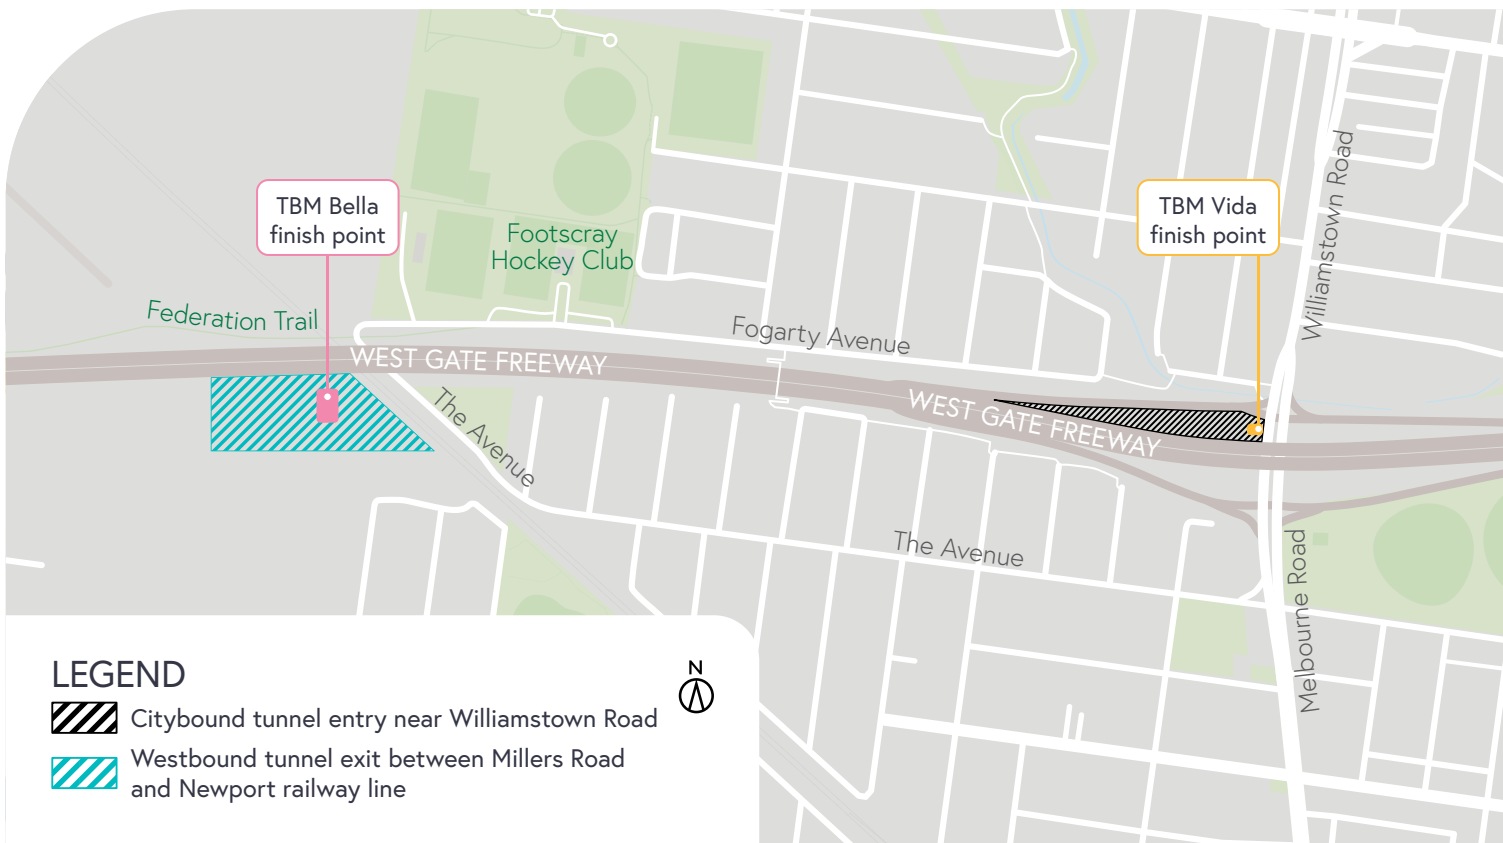 TBM Bella
finish point
TBM Vida
finish point
Williamstown Road
Footscray
Hockey Club
Federation Trail
Fogarty Avenue
WEST GATE FREEWAY
WEST GATE FREEWAY
The Avenue
The Avenue
Melbourne Road
LEGEND
N
Citybound tunnel entry near Williamstown Road
Westbound tunnel exit between Millers Road
and Newport railway line